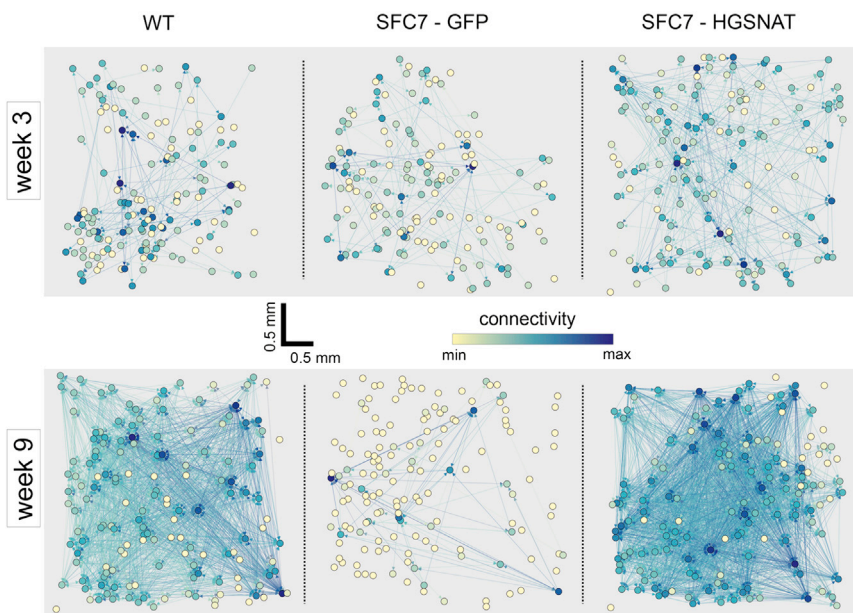 WT
SFC7 - GFP
SFC7 - HGSNAT
week 3
0.5 mm
0.5 mm
connectivity
min
max
week 9